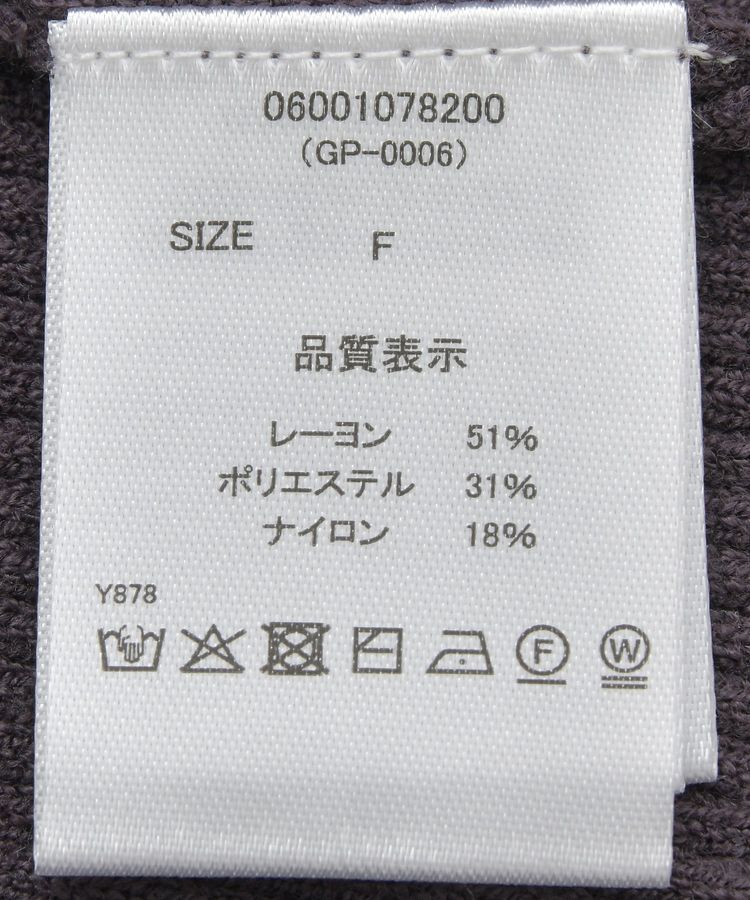 06001078200
(GP-0006)
SIZE F
品質表示
レーヨン 51%
ポリエステル 31%
ナイロン 18%
Y878
F W